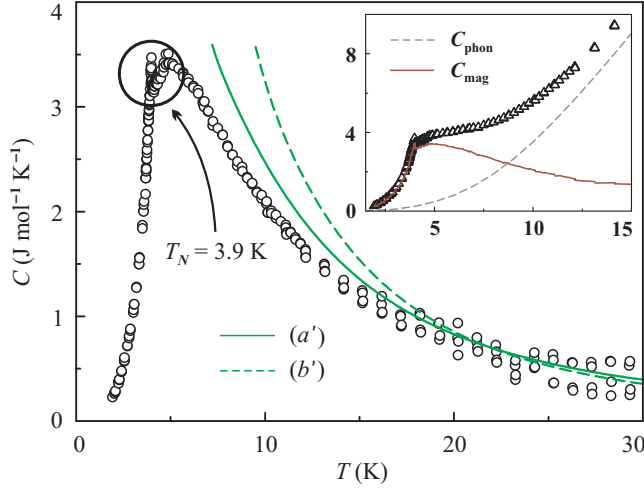 4
3
2
1
0
C (J mol⁻¹ K⁻¹)
0
10
20
30
T (K)
T_N = 3.9 K
(a′)
(b′)
8
4
0
5
10
15
C_phon
C_mag